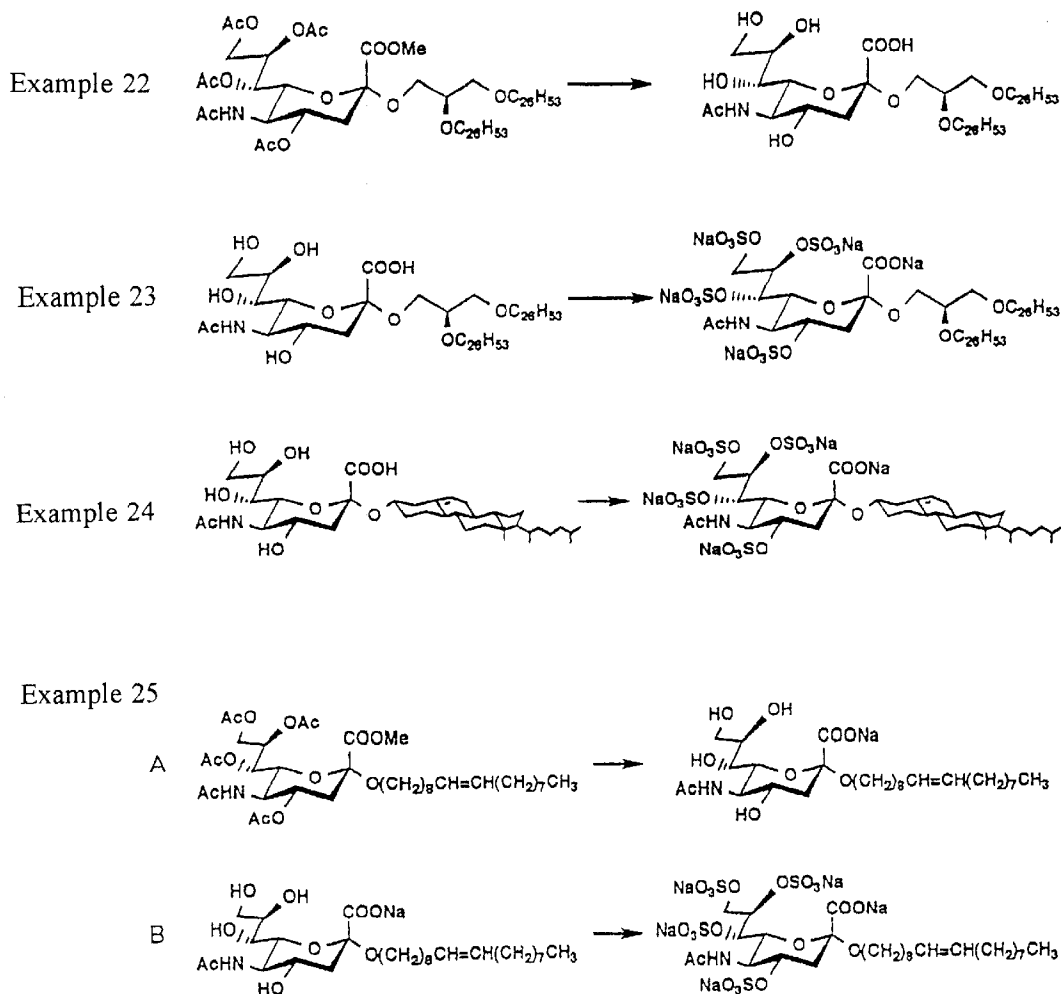 AcO OAc COOMe
Example 22
AcO O O OC₂₆H₅₃
AcHN OC₂₆H₅₃
AcO
HO OH COOH
HO O O OC₂₆H₅₃
AcHN OC₂₆H₅₃
HO
HO OH COOH
Example 23
HO O O OC₂₆H₅₃
AcHN OC₂₆H₅₃
HO
NaO₃SO OSO₃Na COONa
NaO₃SO O O OC₂₆H₅₃
AcHN OC₂₆H₅₃
NaO₃SO
HO OH COOH
Example 24
HO O O
AcHN
HO
NaO₃SO OSO₃Na COONa
NaO₃SO O O
AcHN
NaO₃SO
Example 25
A
AcO OAc COOMe
AcO O O(CH₂)₈CH=CH(CH₂)₇CH₃
AcHN
AcO
HO OH COONa
HO O O(CH₂)₈CH=CH(CH₂)₇CH₃
AcHN
HO
B
HO OH COONa
HO O O(CH₂)₈CH=CH(CH₂)₇CH₃
AcHN
HO
NaO₃SO OSO₃Na COONa
NaO₃SO O O(CH₂)₈CH=CH(CH₂)₇CH₃
AcHN
NaO₃SO